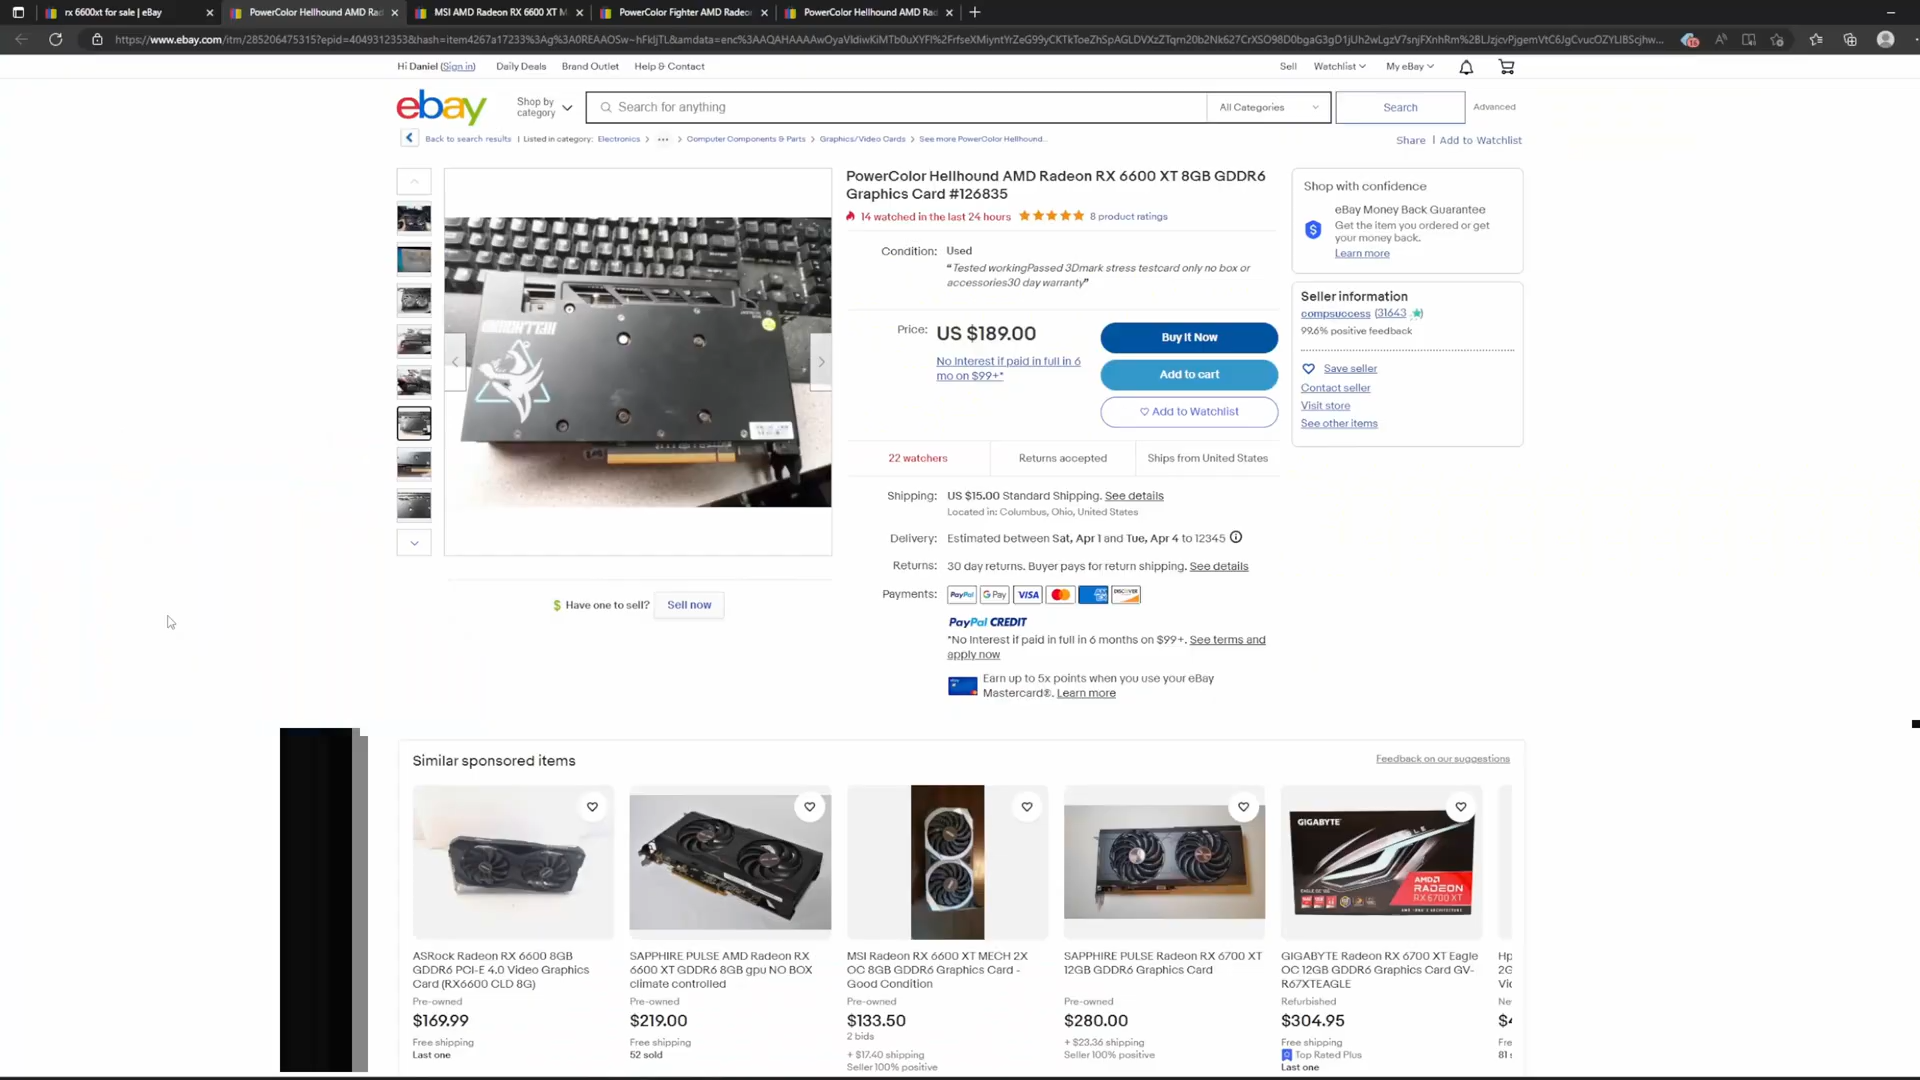 rx 6600xt for sale | eBay
PowerColor Hellhound AMD Rad
MSI AMD Radeon RX 6600 XT M
PowerColor Fighter AMD Radeo
PowerColor Hellhound AMD Rad
Hi Daniel (Sign in)
Daily Deals
Brand Outlet
Help & Contact
Sell
Watchlist
My eBay
ebay
Shop by
category
Search for anything
All Categories
Search
Advanced
Back to search results | Listed in category: Electronics > ... > Computer Components & Parts > Graphics/Video Cards > See more PowerColor Hellhound...
Share | Add to Watchlist
PowerColor Hellhound AMD Radeon RX 6600 XT 8GB GDDR6
Graphics Card #126835
14 watched in the last 24 hours
8 product ratings
Condition: Used
"Tested workingPassed 3Dmark stress testcard only no box or
accessories30 day warranty"
Price: US $189.00
No Interest if paid in full in 6
mo on $99+*
Buy It Now
Add to cart
Add to Watchlist
22 watchers
Returns accepted
Ships from United States
Shipping: US $15.00 Standard Shipping. See details
Located in: Columbus, Ohio, United States
Delivery: Estimated between Sat, Apr 1 and Tue, Apr 4 to 12345
Returns: 30 day returns. Buyer pays for return shipping. See details
Payments: PayPal G Pay VISA DISCOVER
PayPal CREDIT
*No Interest if paid in full in 6 months on $99+. See terms and
apply now
Earn up to 5x points when you use your eBay
Mastercard®. Learn more
Shop with confidence
eBay Money Back Guarantee
Get the item you ordered or get
your money back.
Learn more
Seller information
compsuccess (31643)
99.6% positive feedback
Save seller
Contact seller
Visit store
See other items
HELLHOUND
Have one to sell? Sell now
Similar sponsored items
Feedback on our suggestions
GIGABYTE
AMD
RADEON
RX 6700 XT
ASRock Radeon RX 6600 8GB
GDDR6 PCI-E 4.0 Video Graphics
Card (RX6600 CLD 8G)
Pre-owned
$169.99
Free shipping
Last one
SAPPHIRE PULSE AMD Radeon RX
6600 XT GDDR6 8GB gpu NO BOX
climate controlled
Pre-owned
$219.00
Free shipping
52 sold
MSI Radeon RX 6600 XT MECH 2X
OC 8GB GDDR6 Graphics Card -
Good Condition
Pre-owned
$133.50
2 bids
+ $17.40 shipping
Seller 100% positive
SAPPHIRE PULSE Radeon RX 6700 XT
12GB GDDR6 Graphics Card
Pre-owned
$280.00
+ $23.36 shipping
Seller 100% positive
GIGABYTE Radeon RX 6700 XT Eagle
OC 12GB GDDR6 Graphics Card GV-
R67XTEAGLE
Refurbished
$304.95
Free shipping
Top Rated Plus
Last one